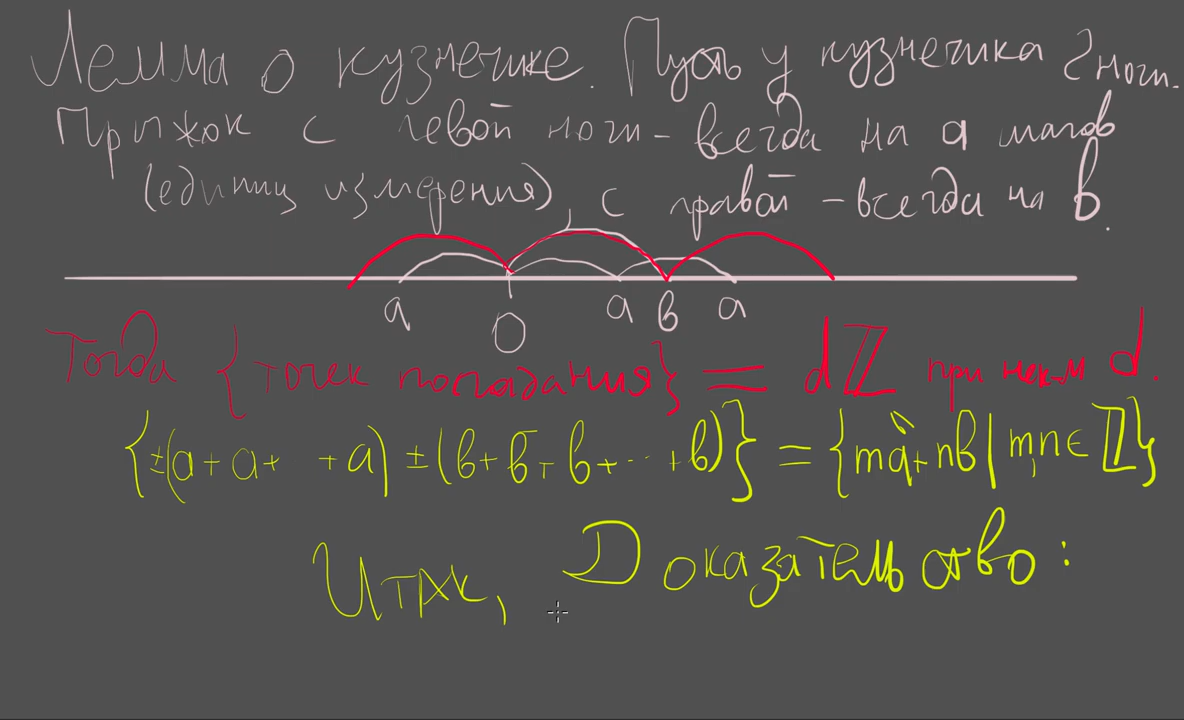 Лемма о кузнечике. Пусть у кузнечика 2 ноги.
Прыжок с левой ноги - всегда на a шагов
(единиц измерения), с правой - всегда на b.
a 0 a b a
Тогда {точек попадания} = dℤ при нек-м d.
{±(a+a+ +a) ±(b+b+b+...+b)} = {ma+nb | m,n∈ℤ}
Итак, Доказательство: